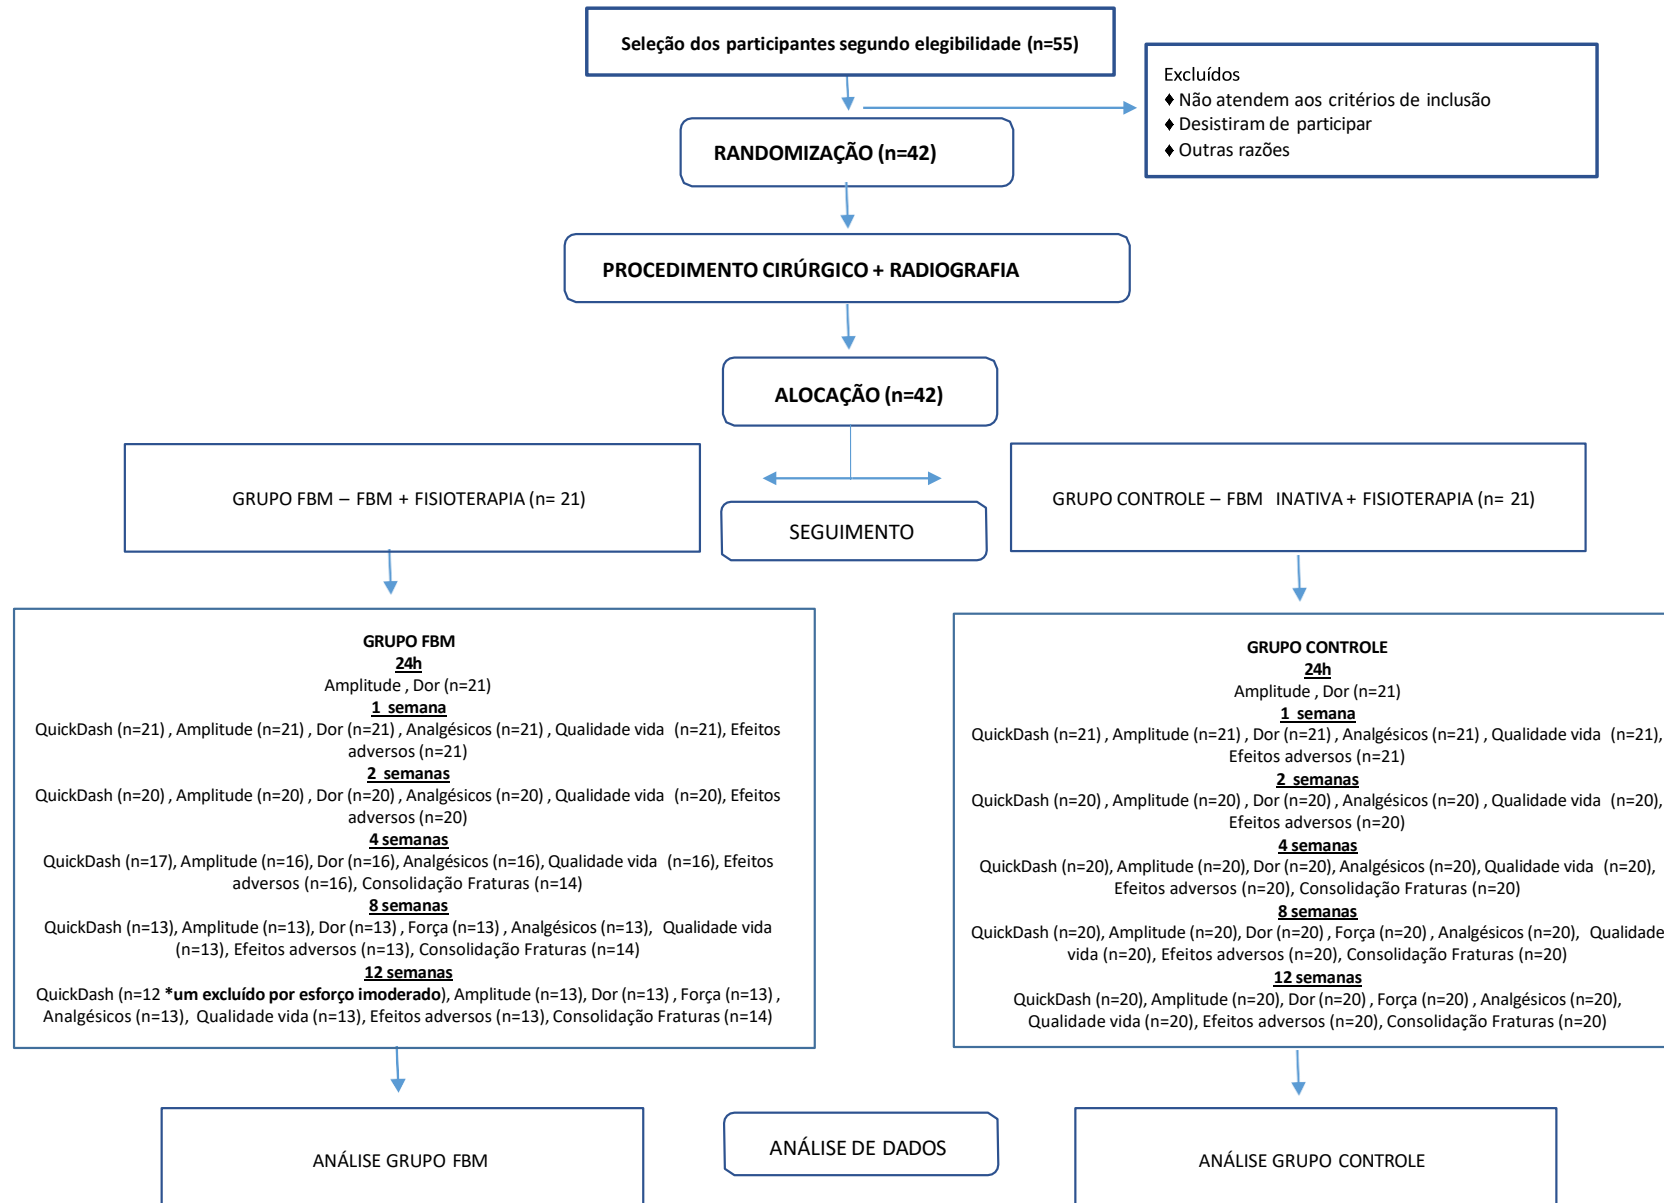 Seleção dos participantes segundo elegibilidade (n=55)
Excluídos
♦ Não atendem aos critérios de inclusão
♦ Desistiram de participar
♦ Outras razões
RANDOMIZAÇÃO (n=42)
PROCEDIMENTO CIRÚRGICO + RADIOGRAFIA
ALOCAÇÃO (n=42)
GRUPO FBM – FBM + FISIOTERAPIA (n= 21)
GRUPO CONTROLE – FBM INATIVA + FISIOTERAPIA (n= 21)
SEGUIMENTO
GRUPO FBM
24h
Amplitude , Dor (n=21)
1 semana
QuickDash (n=21) , Amplitude (n=21) , Dor (n=21) , Analgésicos (n=21) , Qualidade vida (n=21), Efeitos
adversos (n=21)
2 semanas
QuickDash (n=20) , Amplitude (n=20) , Dor (n=20) , Analgésicos (n=20) , Qualidade vida (n=20), Efeitos
adversos (n=20)
4 semanas
QuickDash (n=17), Amplitude (n=16), Dor (n=16), Analgésicos (n=16), Qualidade vida (n=16), Efeitos
adversos (n=16), Consolidação Fraturas (n=14)
8 semanas
QuickDash (n=13), Amplitude (n=13), Dor (n=13) , Força (n=13) , Analgésicos (n=13), Qualidade vida
(n=13), Efeitos adversos (n=13), Consolidação Fraturas (n=14)
12 semanas
QuickDash (n=12 *um excluído por esforço imoderado), Amplitude (n=13), Dor (n=13) , Força (n=13) ,
Analgésicos (n=13), Qualidade vida (n=13), Efeitos adversos (n=13), Consolidação Fraturas (n=14)
GRUPO CONTROLE
24h
Amplitude , Dor (n=21)
1 semana
QuickDash (n=21) , Amplitude (n=21) , Dor (n=21) , Analgésicos (n=21) , Qualidade vida (n=21),
Efeitos adversos (n=21)
2 semanas
QuickDash (n=20) , Amplitude (n=20) , Dor (n=20) , Analgésicos (n=20) , Qualidade vida (n=20),
Efeitos adversos (n=20)
4 semanas
QuickDash (n=20), Amplitude (n=20), Dor (n=20), Analgésicos (n=20), Qualidade vida (n=20),
Efeitos adversos (n=20), Consolidação Fraturas (n=20)
8 semanas
QuickDash (n=20), Amplitude (n=20), Dor (n=20) , Força (n=20) , Analgésicos (n=20), Qualidade
vida (n=20), Efeitos adversos (n=20), Consolidação Fraturas (n=20)
12 semanas
QuickDash (n=20), Amplitude (n=20), Dor (n=20) , Força (n=20) , Analgésicos (n=20),
Qualidade vida (n=20), Efeitos adversos (n=20), Consolidação Fraturas (n=20)
ANÁLISE GRUPO FBM
ANÁLISE DE DADOS
ANÁLISE GRUPO CONTROLE